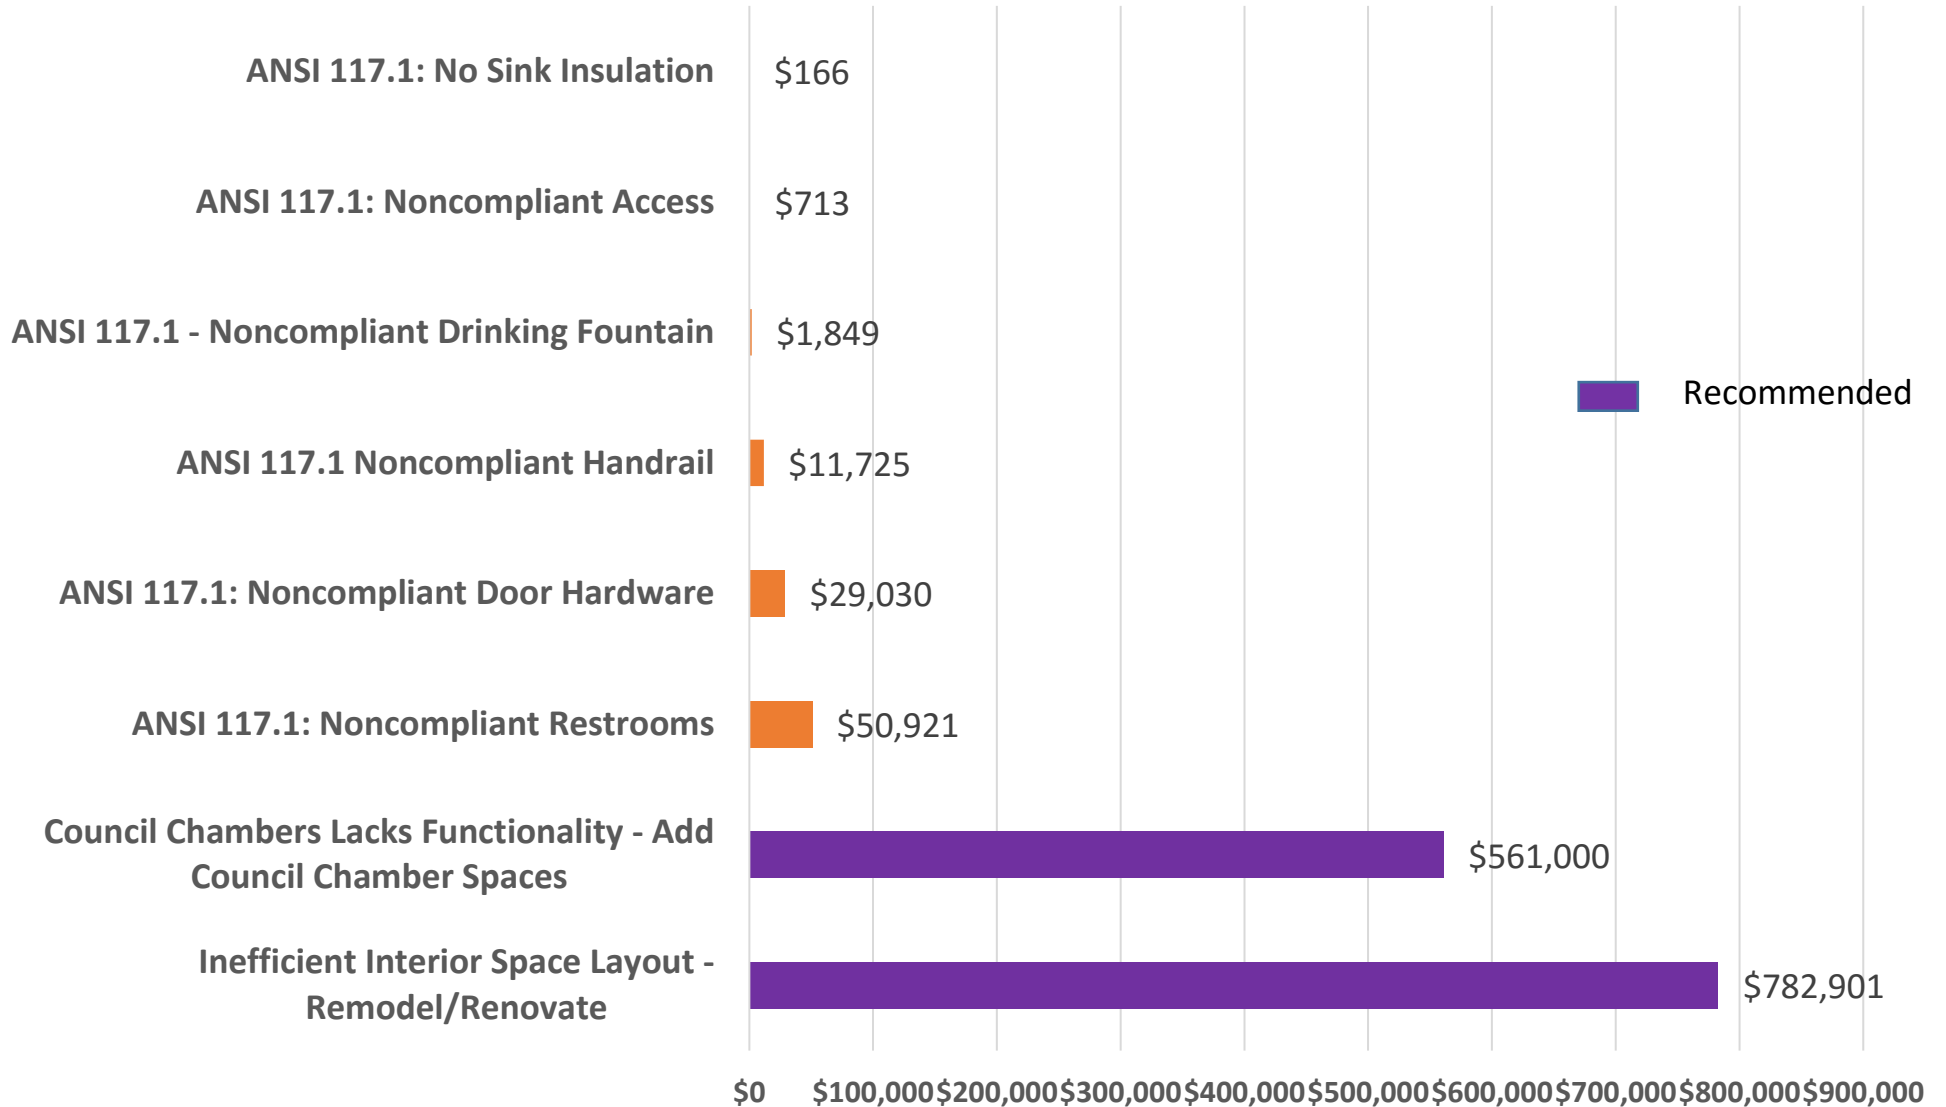 ANSI 117.1: No Sink Insulation
$166
ANSI 117.1: Noncompliant Access
$713
ANSI 117.1 - Noncompliant Drinking Fountain
$1,849
Recommended
ANSI 117.1 Noncompliant Handrail
$11,725
ANSI 117.1: Noncompliant Door Hardware
$29,030
ANSI 117.1: Noncompliant Restrooms
$50,921
Council Chambers Lacks Functionality - Add
Council Chamber Spaces
$561,000
Inefficient Interior Space Layout -
Remodel/Renovate
$782,901
$0 $100,000 $200,000 $300,000 $400,000 $500,000 $600,000 $700,000 $800,000 $900,000